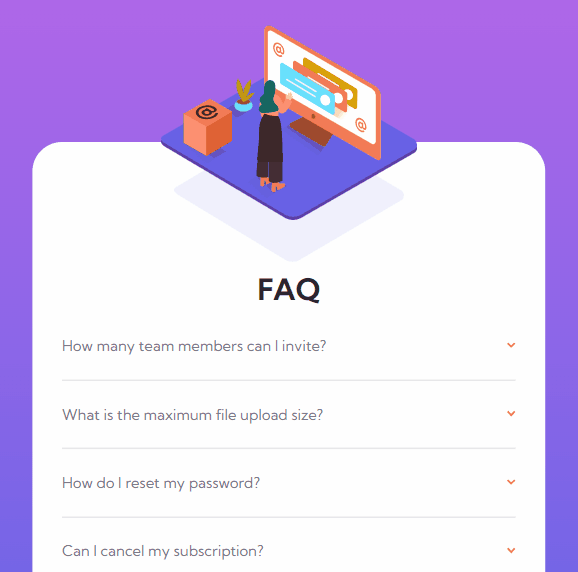 FAQ
How many team members can I invite?
What is the maximum file upload size?
How do I reset my password?
Can I cancel my subscription?